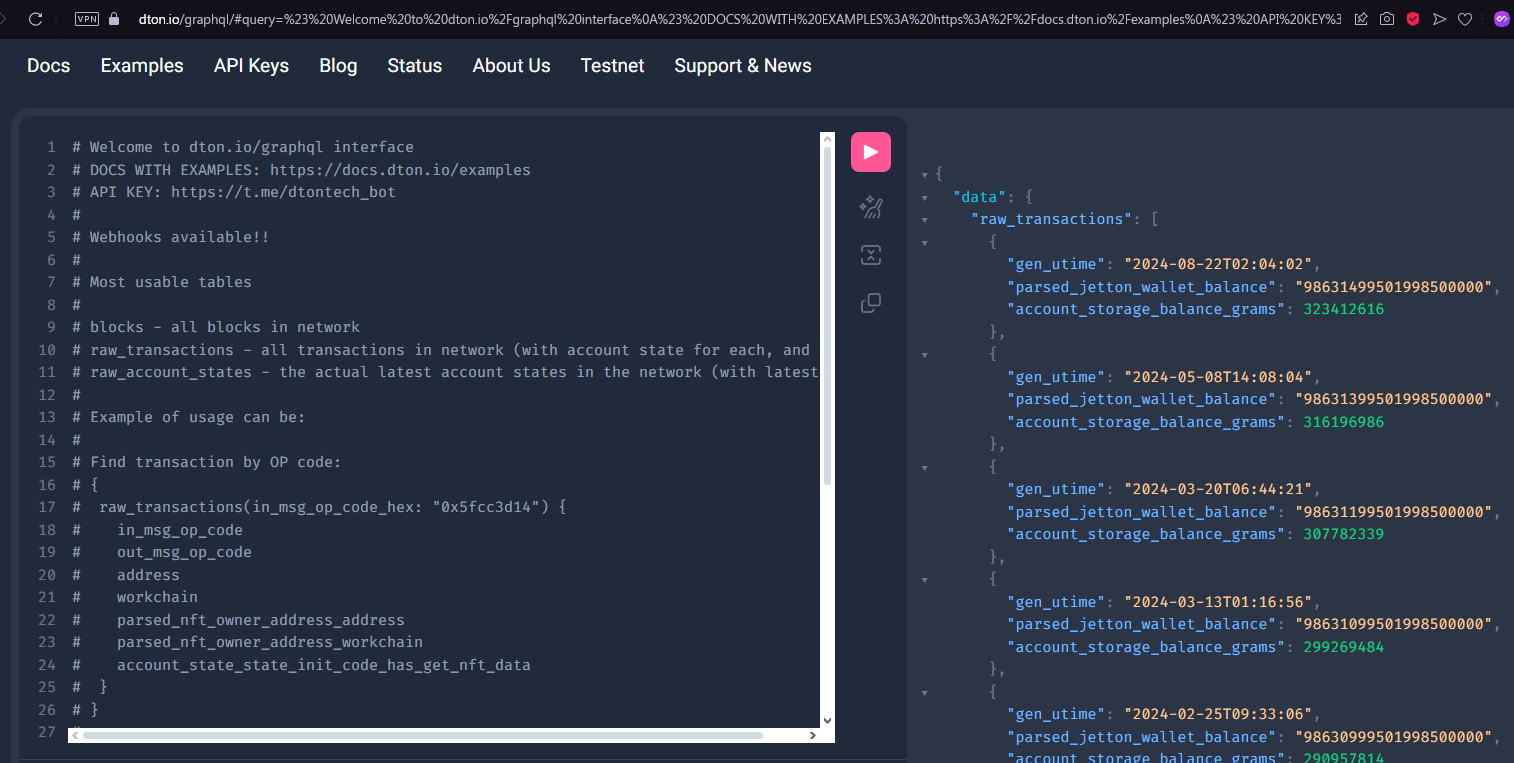 VPN dton.io/graphql/#query=%23%20Welcome%20to%20dton.io%2Fgraphql%20interface%0A%23%20DOCS%20WITH%20EXAMPLES%3A%20https%3A%2F%2Fdocs.dton.io%2Fexamples%0A%23%20API%20KEY%3
Docs Examples API Keys Blog Status About Us Testnet Support & News
1 # Welcome to dton.io/graphql interface
2 # DOCS WITH EXAMPLES: https://docs.dton.io/examples
3 # API KEY: https://t.me/dtontech_bot
4 #
5 # Webhooks available!!
6 #
7 # Most usable tables
8 #
9 # blocks - all blocks in network
10 # raw_transactions - all transactions in network (with account state for each, and
11 # raw_account_states - the actual latest account states in the network (with latest
12 #
13 # Example of usage can be:
14 #
15 # Find transaction by OP code:
16 # {
17 #  raw_transactions(in_msg_op_code_hex: "0x5fcc3d14") {
18 #    in_msg_op_code
19 #    out_msg_op_code
20 #    address
21 #    workchain
22 #    parsed_nft_owner_address_address
23 #    parsed_nft_owner_address_workchain
24 #    account_state_state_init_code_has_get_nft_data
25 #  }
26 # }
27 #
{
"data": {
"raw_transactions": [
{
"gen_utime": "2024-08-22T02:04:02",
"parsed_jetton_wallet_balance": "98631499501998500000",
"account_storage_balance_grams": 323412616
},
{
"gen_utime": "2024-05-08T14:08:04",
"parsed_jetton_wallet_balance": "98631399501998500000",
"account_storage_balance_grams": 316196986
},
{
"gen_utime": "2024-03-20T06:44:21",
"parsed_jetton_wallet_balance": "98631199501998500000",
"account_storage_balance_grams": 307782339
},
{
"gen_utime": "2024-03-13T01:16:56",
"parsed_jetton_wallet_balance": "98631099501998500000",
"account_storage_balance_grams": 299269484
},
{
"gen_utime": "2024-02-25T09:33:06",
"parsed_jetton_wallet_balance": "98630999501998500000",
"account_storage_balance_grams": 290957814